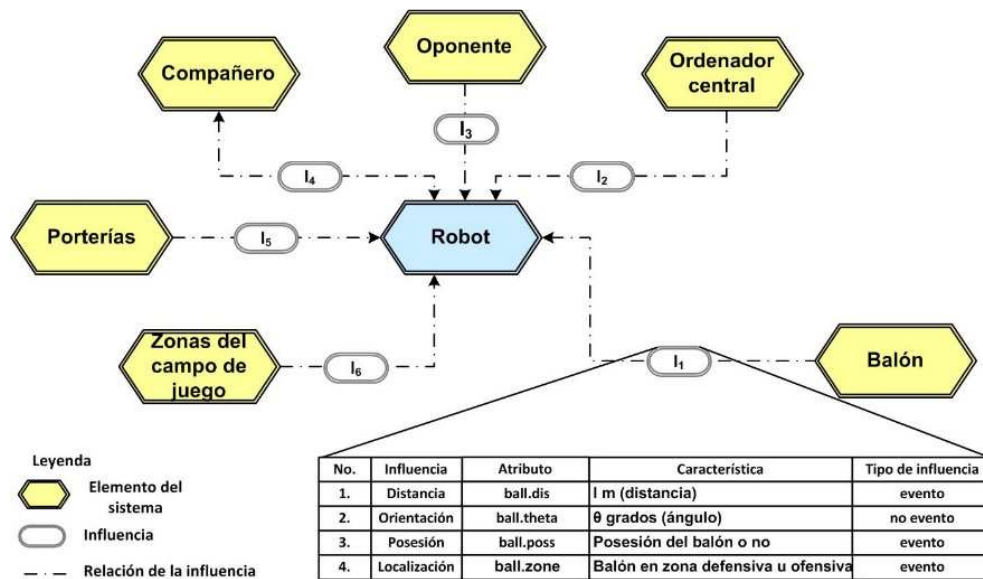 Oponente
Compañero
Ordenador
central
I3
I4
I2
Porterías
I5
Robot
Zonas del
campo de
juego
I6
I1
Balón
Leyenda
Elemento del
sistema
Influencia
Relación de la influencia
No. Influencia Atributo Característica Tipo de influencia
1. Distancia ball.dis l m (distancia) evento
2. Orientación ball.theta θ grados (ángulo) no evento
3. Posesión ball.poss Posesión del balón o no evento
4. Localización ball.zone Balón en zona defensiva u ofensiva evento